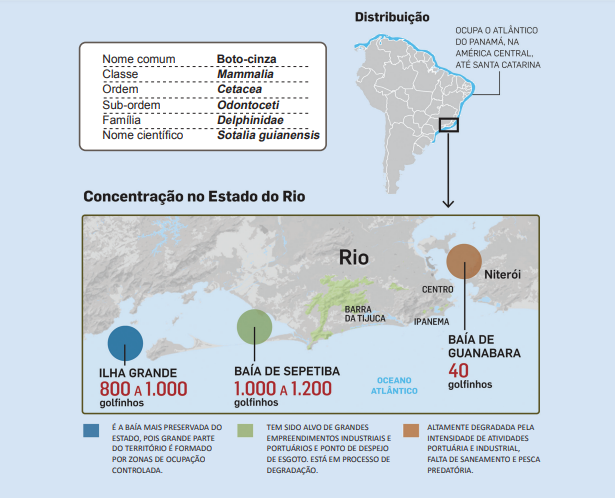 Distribuição
OCUPA O ATLÂNTICO
DO PANAMÁ, NA
AMÉRICA CENTRAL,
ATÉ SANTA CATARINA
Nome comum Boto-cinza
Classe Mammalia
Ordem Cetacea
Sub-ordem Odontoceti
Família Delphinidae
Nome científico Sotalia guianensis
Concentração no Estado do Rio
Rio
Niterói
CENTRO
BARRA
DA TIJUCA
IPANEMA
BAÍA DE
GUANABARA
40
golfinhos
ILHA GRANDE
800 A 1.000
golfinhos
BAÍA DE SEPETIBA
1.000 A 1.200
golfinhos
OCEANO
ATLÂNTICO
É A BAÍA MAIS PRESERVADA DO
ESTADO, POIS GRANDE PARTE
DO TERRITÓRIO É FORMADO
POR ZONAS DE OCUPAÇÃO
CONTROLADA.
TEM SIDO ALVO DE GRANDES
EMPREENDIMENTOS INDUSTRIAIS E
PORTUÁRIOS E PONTO DE DESPEJO
DE ESGOTO. ESTÁ EM PROCESSO DE
DEGRADAÇÃO.
ALTAMENTE DEGRADADA PELA
INTENSIDADE DE ATIVIDADES
PORTUÁRIA E INDUSTRIAL,
FALTA DE SANEAMENTO E PESCA
PREDATÓRIA.